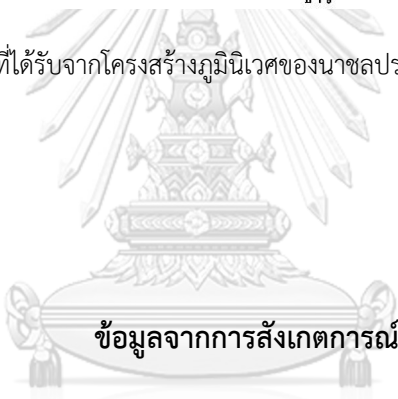 ที่ได้รับจากโครงสร้างภูมินิเวศของนาชลปร
ข้อมูลจากการสังเกตการณ์